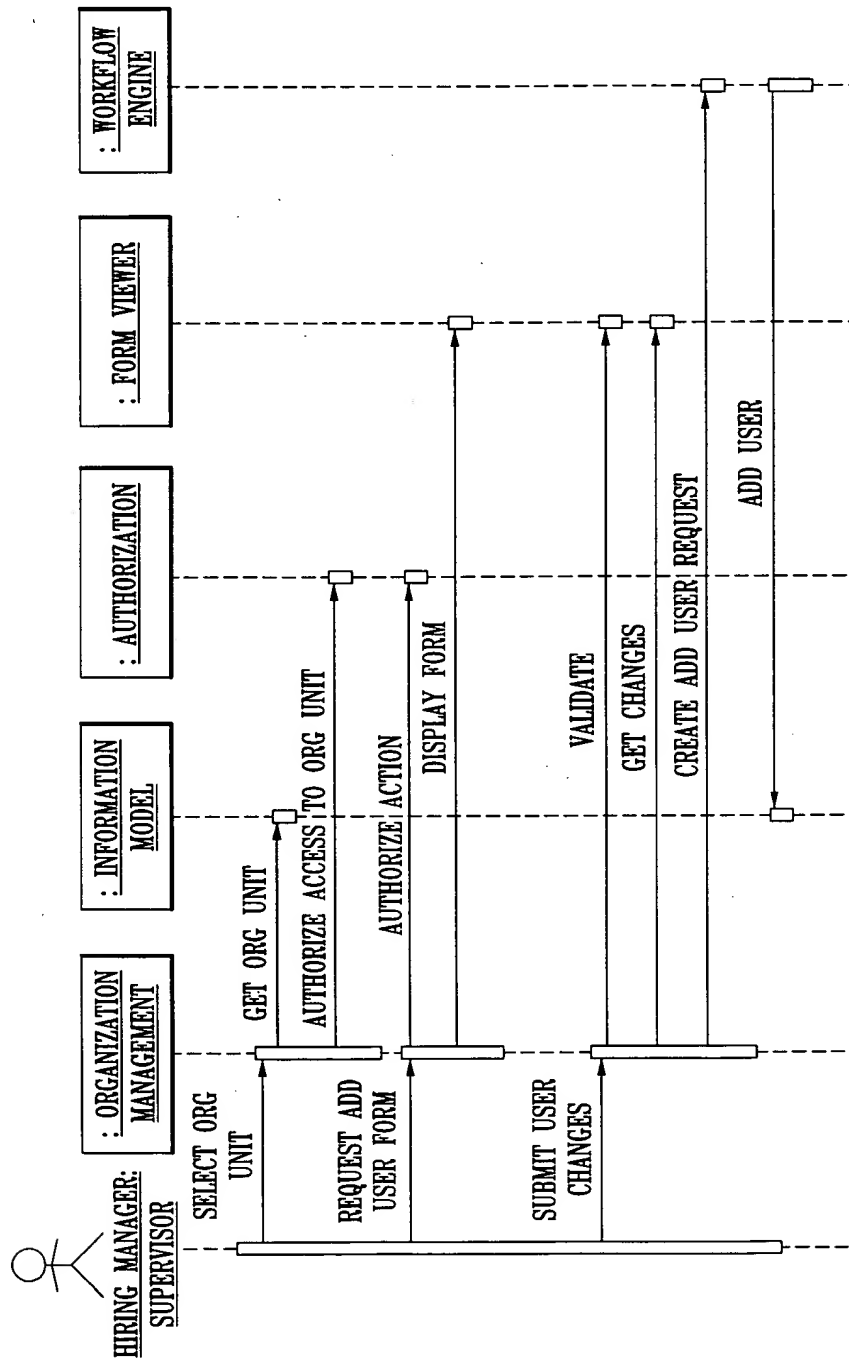 HIRING MANAGER:
SUPERVISOR
: ORGANIZATION
MANAGEMENT
: INFORMATION
MODEL
: AUTHORIZATION
: FORM VIEWER
: WORKFLOW
ENGINE
SELECT ORG
UNIT
GET ORG UNIT
AUTHORIZE ACCESS TO ORG UNIT
REQUEST ADD
USER FORM
AUTHORIZE ACTION
DISPLAY FORM
SUBMIT USER
CHANGES
VALIDATE
GET CHANGES
CREATE ADD USER REQUEST
ADD USER